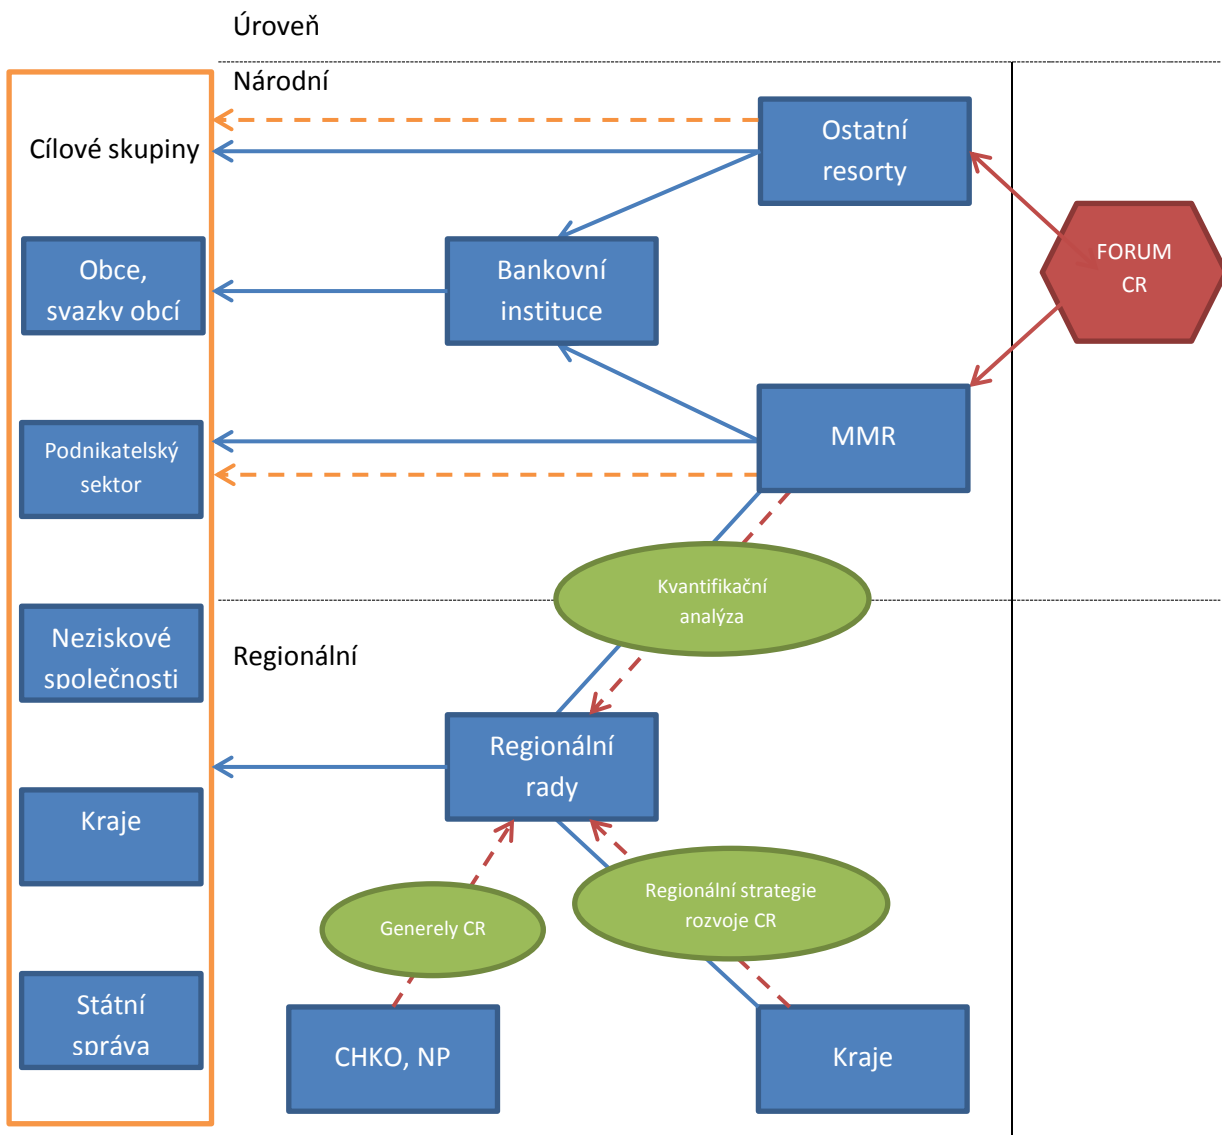 Úroveň
Národní
Cílové skupiny
Ostatní
resorty
FORUM
CR
Obce,
svazky obcí
Bankovní
instituce
Podnikatelský
sektor
MMR
Kvantifikační
analýza
Neziskové
společnosti
Regionální
Regionální
rady
Kraje
Regionální strategie
rozvoje CR
Generely CR
Státní
správa
CHKO, NP
Kraje